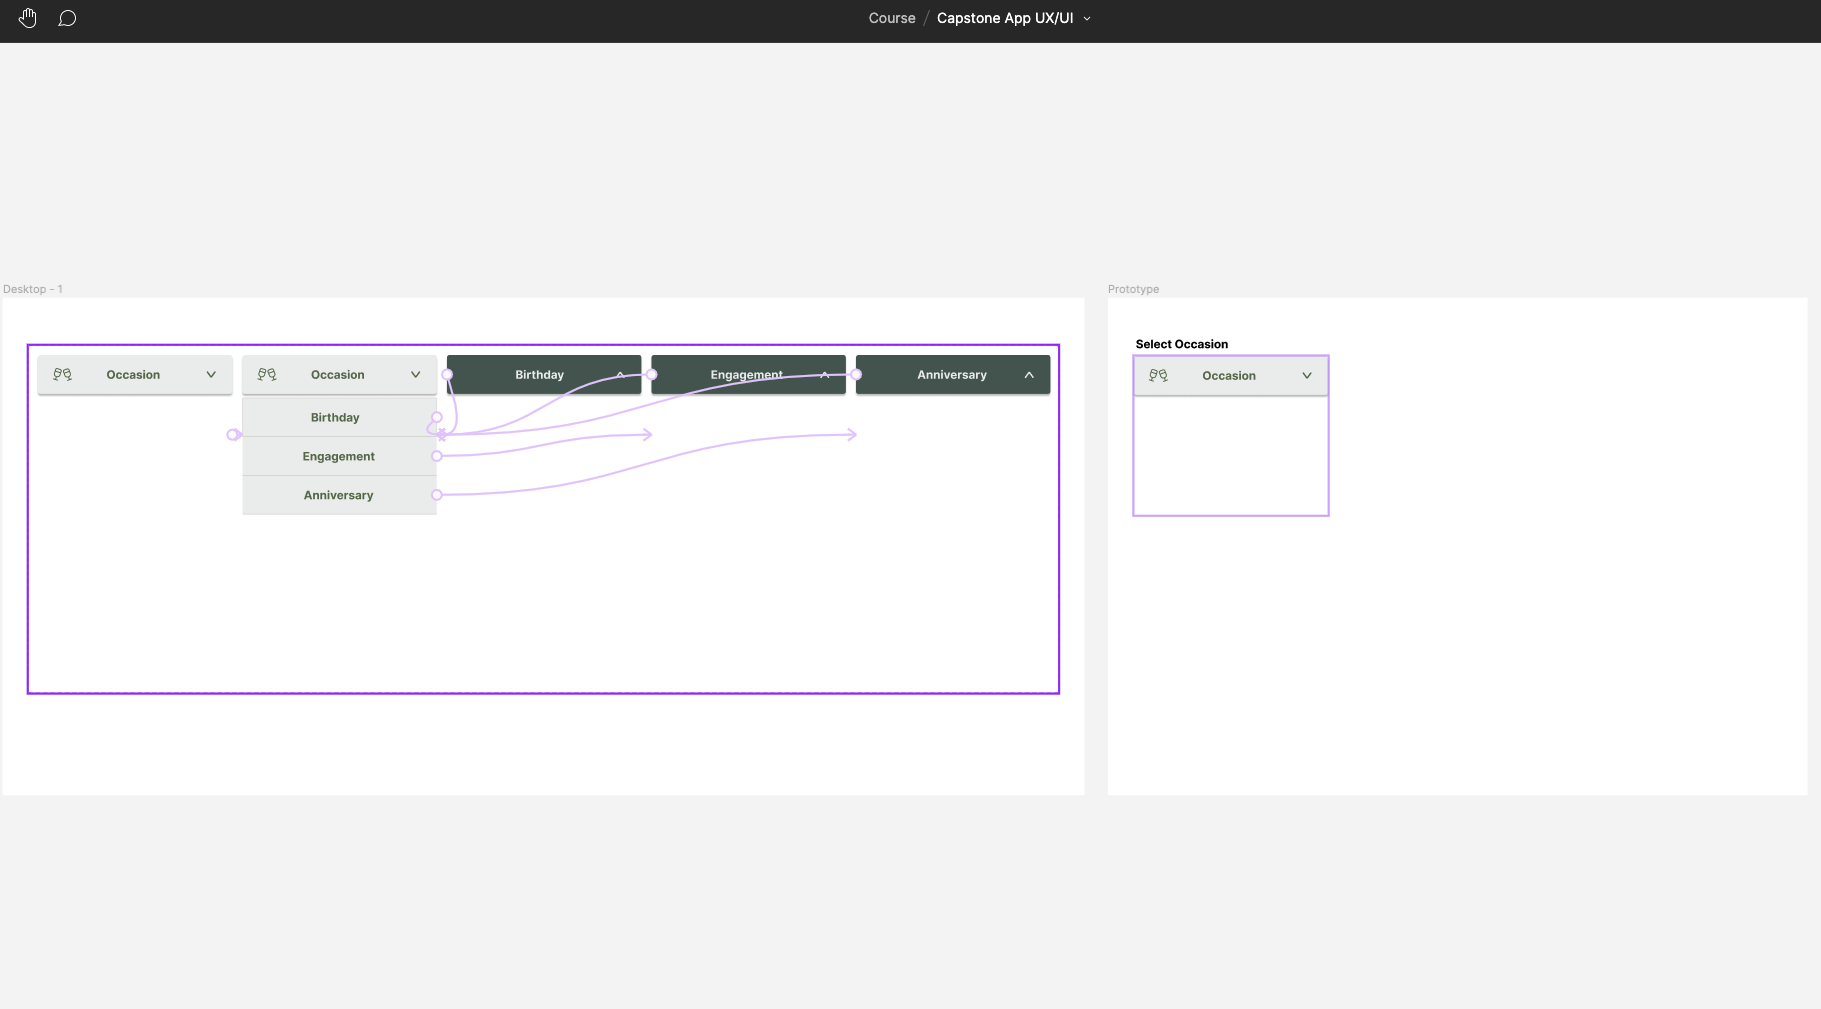 Course / Capstone App UX/UI
Desktop - 1
Occasion
Occasion
Birthday
Engagement
Anniversary
Birthday
Engagement
Anniversary
Prototype
Select Occasion
Occasion